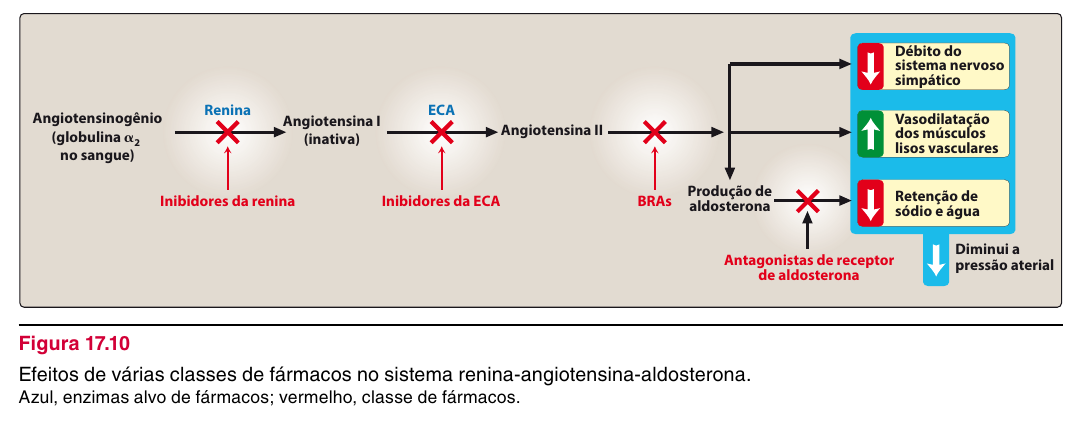 Angiotensinogênio
(globulina α2
no sangue)
Renina
Inibidores da renina
Angiotensina I
(inativa)
ECA
Inibidores da ECA
Angiotensina II
BRAs
Produção de
aldosterona
Antagonistas de receptor
de aldosterona
Débito do
sistema nervoso
simpático
Vasodilatação
dos músculos
lisos vasculares
Retenção de
sódio e água
Diminui a
pressão aterial
Figura 17.10
Efeitos de várias classes de fármacos no sistema renina-angiotensina-aldosterona.
Azul, enzimas alvo de fármacos; vermelho, classe de fármacos.